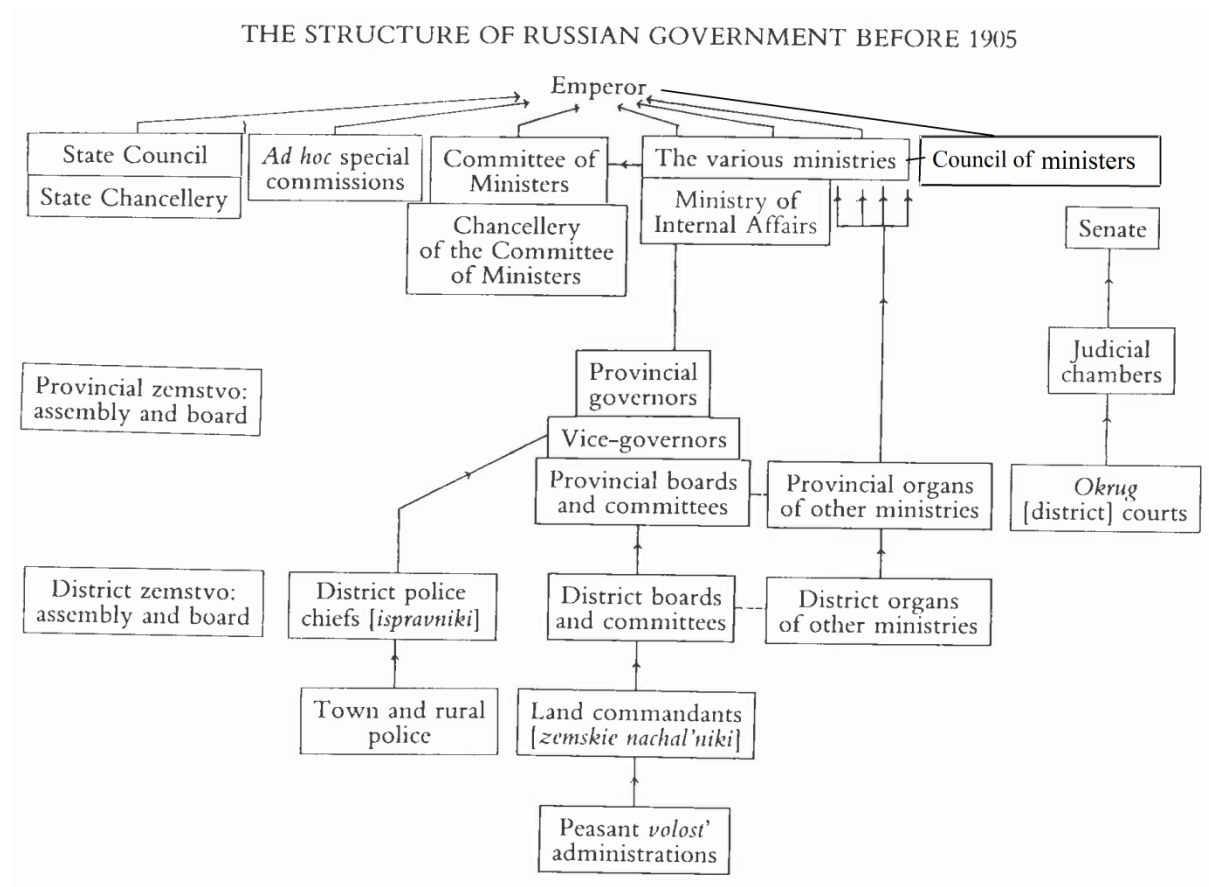 THE STRUCTURE OF RUSSIAN GOVERNMENT BEFORE 1905
Emperor
State Council
State Chancellery
Ad hoc special
commissions
Committee of
Ministers
Chancellery
of the Committee
of Ministers
The various ministries
Ministry of
Internal Affairs
Council of ministers
Senate
Judicial
chambers
Okrug
[district] courts
Provincial zemstvo:
assembly and board
Provincial
governors
Vice-governors
Provincial boards
and committees
Provincial organs
of other ministries
District zemstvo:
assembly and board
District police
chiefs [ispravniki]
District boards
and committees
District organs
of other ministries
Town and rural
police
Land commandants
[zemskie nachal'niki]
Peasant volost'
administrations